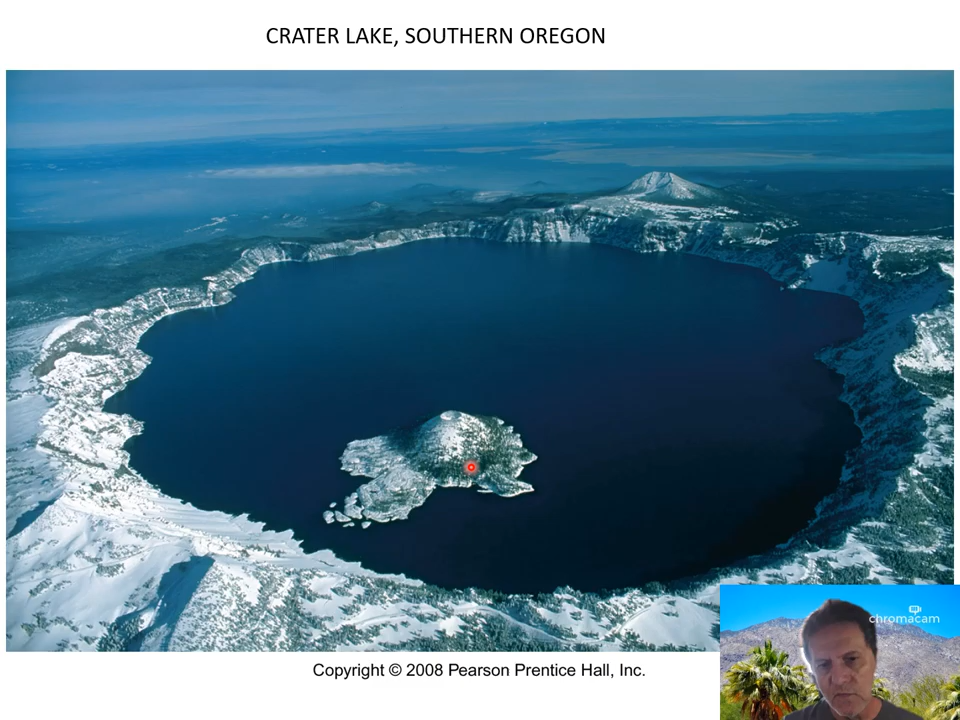 CRATER LAKE, SOUTHERN OREGON
chromacam
Copyright © 2008 Pearson Prentice Hall, Inc.